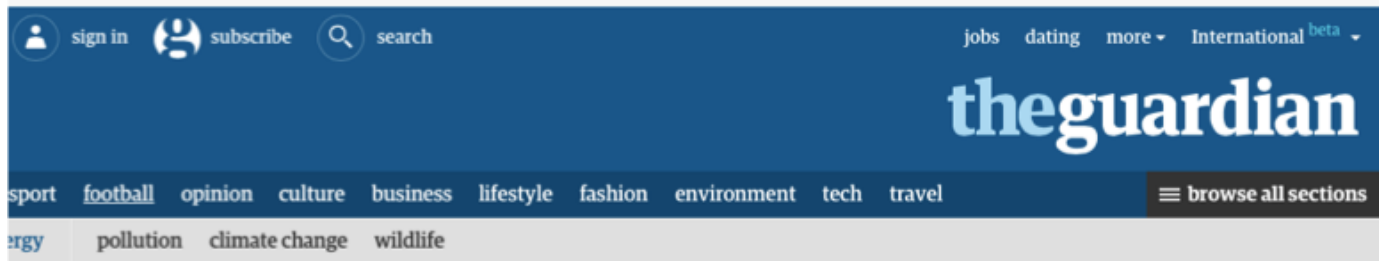 sign in subscribe search jobs dating more International beta
theguardian
sport football opinion culture business lifestyle fashion environment tech travel browse all sections
ergy pollution climate change wildlife